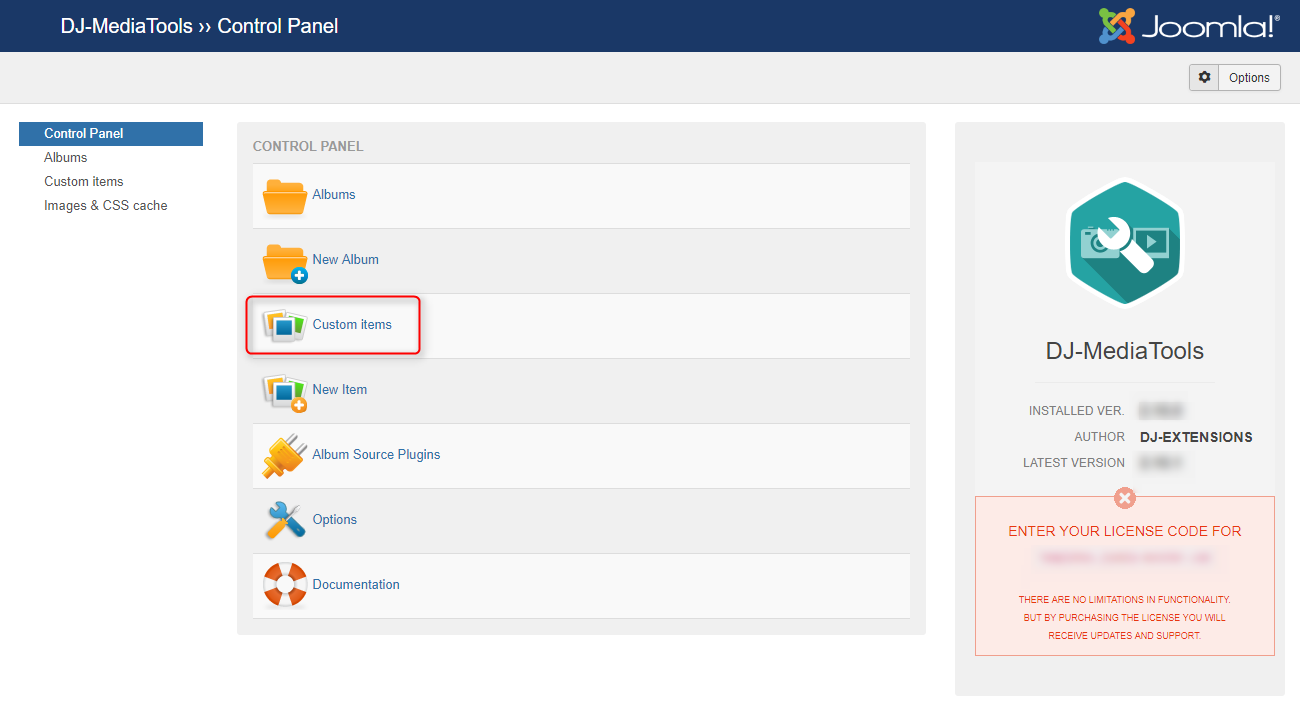 DJ-MediaTools ›› Control Panel
Joomla!®
Options
Control Panel
Albums
Custom items
Images & CSS cache
CONTROL PANEL
Albums
New Album
Custom items
New Item
Album Source Plugins
Options
Documentation
DJ-MediaTools
INSTALLED VER.
AUTHOR DJ-EXTENSIONS
LATEST VERSION
ENTER YOUR LICENSE CODE FOR
THERE ARE NO LIMITATIONS IN FUNCTIONALITY.
BUT BY PURCHASING THE LICENSE YOU WILL
RECEIVE UPDATES AND SUPPORT.